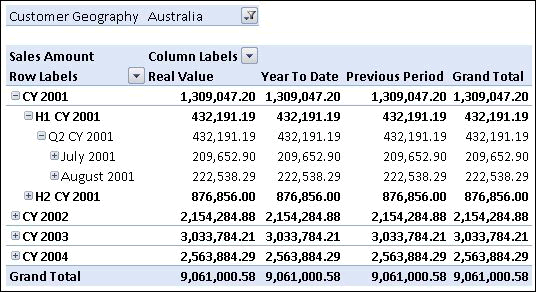 Customer Geography Australia
Sales Amount Column Labels
Row Labels Real Value Year To Date Previous Period Grand Total
CY 2001 1,309,047.20 1,309,047.20 1,309,047.20 1,309,047.20
H1 CY 2001 432,191.19 432,191.19 432,191.19 432,191.19
Q2 CY 2001 432,191.19 432,191.19 432,191.19 432,191.19
July 2001 209,652.90 209,652.90 209,652.90 209,652.90
August 2001 222,538.29 222,538.29 222,538.29 222,538.29
H2 CY 2001 876,856.00 876,856.00 876,856.00 876,856.00
CY 2002 2,154,284.88 2,154,284.88 2,154,284.88 2,154,284.88
CY 2003 3,033,784.21 3,033,784.21 3,033,784.21 3,033,784.21
CY 2004 2,563,884.29 2,563,884.29 2,563,884.29 2,563,884.29
Grand Total 9,061,000.58 9,061,000.58 9,061,000.58 9,061,000.58